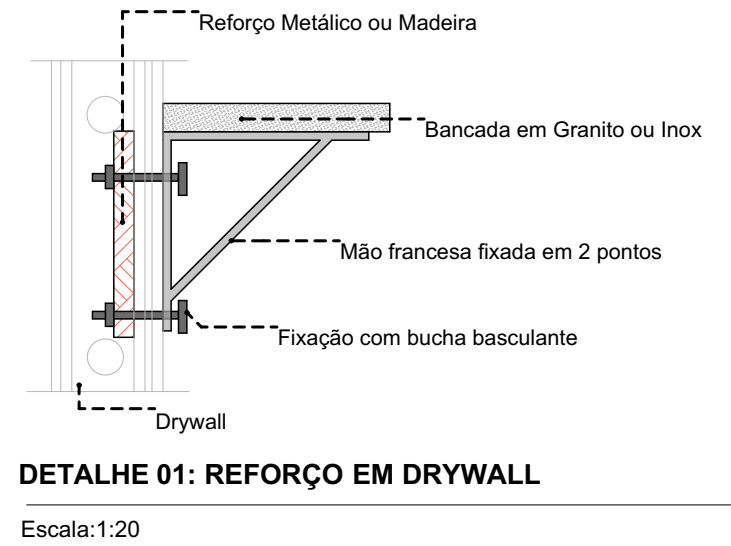 Reforço Metálico ou Madeira
Bancada em Granito ou Inox
Mão francesa fixada em 2 pontos
Fixação com bucha basculante
Drywall
DETALHE 01: REFORÇO EM DRYWALL
Escala:1:20